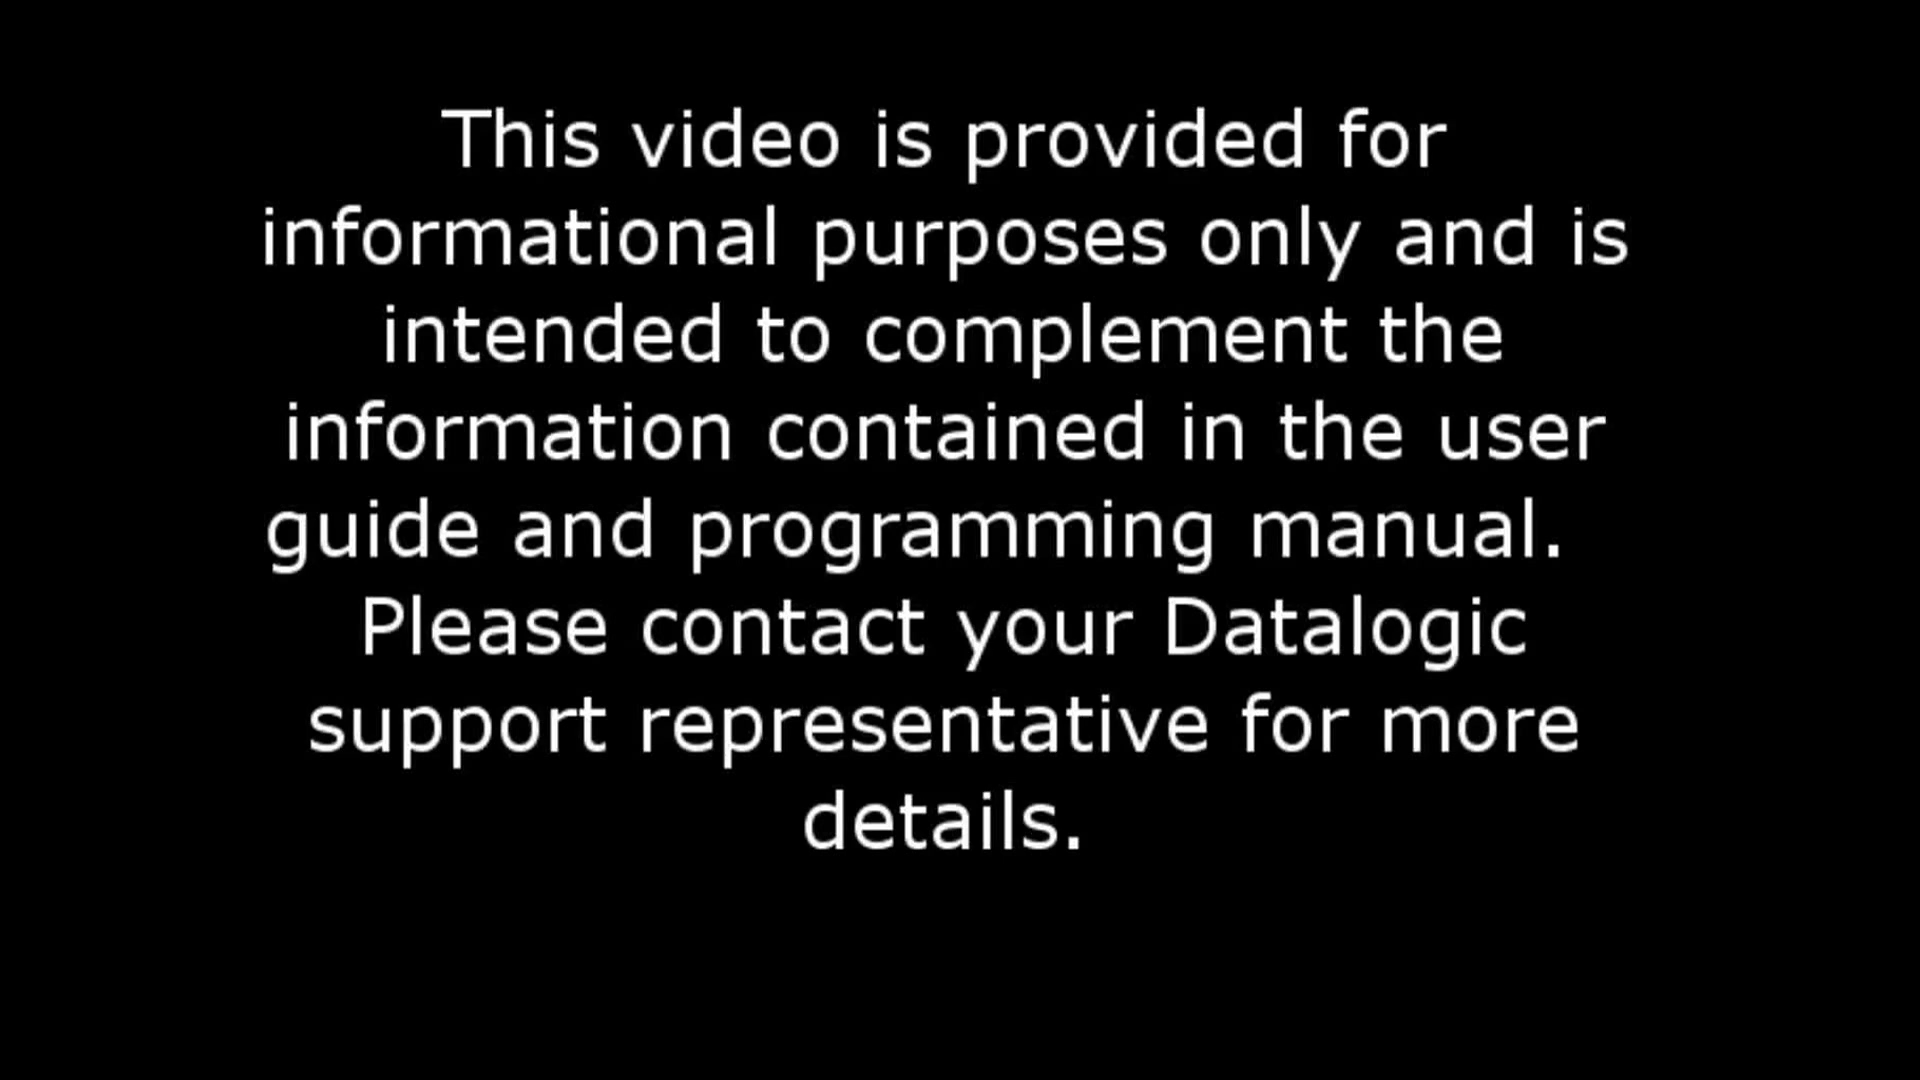 This video is provided for
informational purposes only and is
intended to complement the
information contained in the user
guide and programming manual.
Please contact your Datalogic
support representative for more
details.